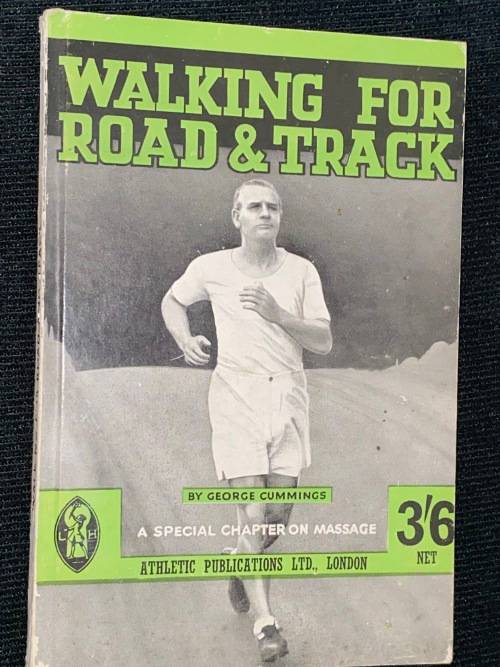 WALKING FOR
ROAD & TRACK
BY GEORGE CUMMINGS
A SPECIAL CHAPTER ON MASSAGE
3'6
NET
L H
ATHLETIC PUBLICATIONS LTD., LONDON